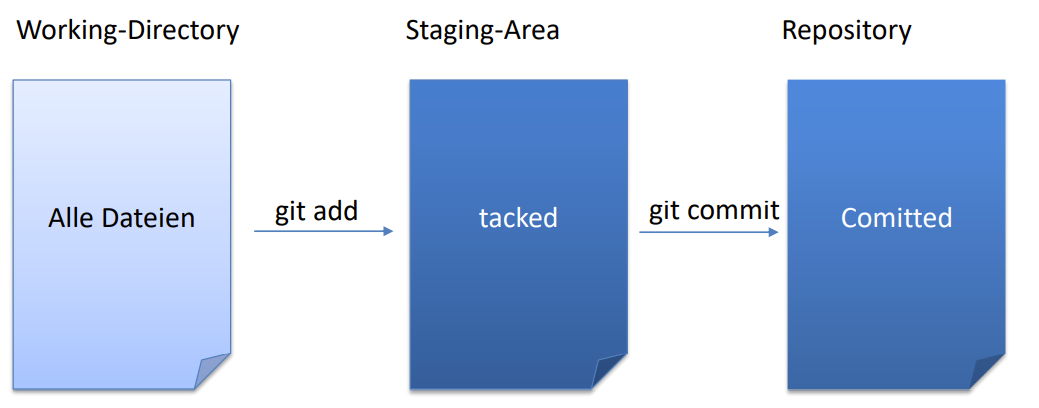 Working-Directory
Staging-Area
Repository
Alle Dateien
git add
tacked
git commit
Comitted